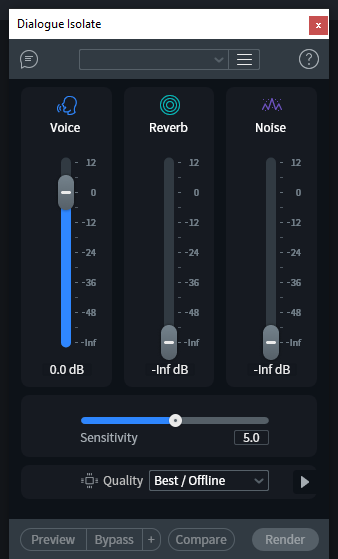 Dialogue Isolate
x
?
Voice Reverb Noise
12 12 12
0 0 0
-12 -12 -12
-24 -24 -24
-36 -36 -36
-48 -48 -48
-Inf -Inf -Inf
0.0 dB -Inf dB -Inf dB
Sensitivity 5.0
Quality Best / Offline
Preview Bypass + Compare Render